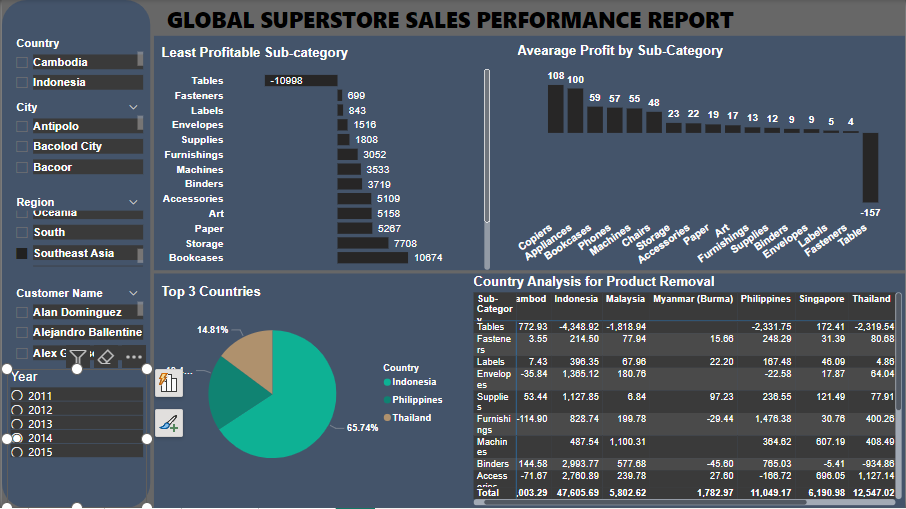 GLOBAL SUPERSTORE SALES PERFORMANCE REPORT
Country
Cambodia
Indonesia
City
Antipolo
Bacolod City
Bacoor
Region
Oceania
South
Southeast Asia
Customer Name
Alan Dominguez
Alejandro Ballentine
Alex
Year
2011
2012
2013
2014
2015
Least Profitable Sub-category
Tables -10998
Fasteners 699
Labels 843
Envelopes 1516
Supplies 1808
Furnishings 3052
Machines 3533
Binders 3719
Accessories 5109
Art 5158
Paper 5267
Storage 7708
Bookcases 10674
Avearage Profit by Sub-Category
108 100 59 57 55 48 23 22 19 17 13 12 9 9 5 4 -157
Copiers Appliances Bookcases Phones Machines Chairs Storage Accessories Paper Art Furnishings Supplies Binders Envelopes Labels Fasteners Tables
Top 3 Countries
14.81%
65.74%
Country
Indonesia
Philippines
Thailand
Country Analysis for Product Removal
Sub-Categor ambod Indonesia Malaysia Myanmar (Burma) Philippines Singapore Thailand
Tables 772.93 -4,348.92 -1,818.94 -2,331.75 172.41 -2,319.54
Fasteners 3.55 214.50 77.94 15.66 248.29 31.39 80.68
Labels 7.43 396.35 67.96 22.20 167.48 46.09 4.86
Envelopes -35.84 1,365.12 180.76 -22.58 17.87 64.04
Supplies 53.44 1,127.85 6.84 97.23 236.55 121.49 77.91
Furnishings -114.90 828.74 199.78 -29.44 1,476.38 30.76 400.26
Machines 487.54 1,100.31 364.62 607.19 408.49
Binders 144.58 2,993.77 577.68 -45.60 765.03 -5.41 -934.86
Access -71.67 2,760.89 239.78 27.60 -166.72 696.05 1,127.14
Total ,003.29 47,605.69 5,802.62 1,782.97 11,049.17 6,190.98 12,547.02